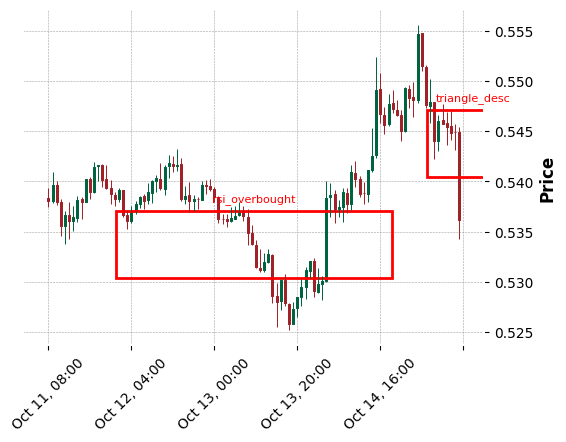 0.555
0.550
triangle_desc
0.545
0.540
rsi_overbought
0.535
0.530
0.525
Price
Oct 11, 08:00
Oct 12, 04:00
Oct 13, 00:00
Oct 13, 20:00
Oct 14, 16:00